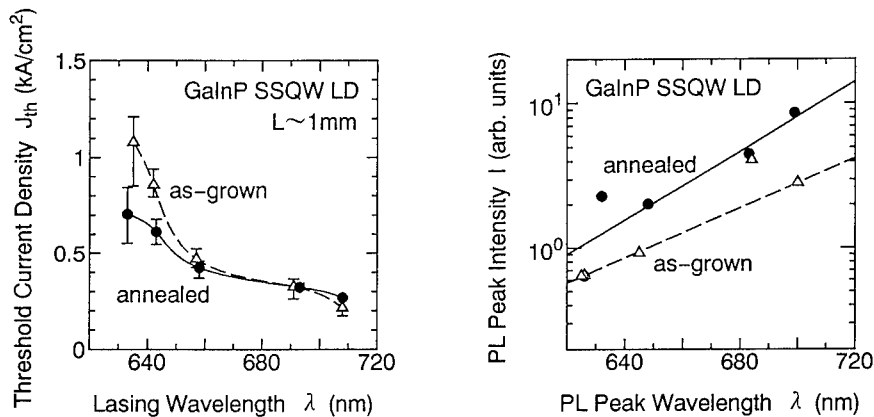 Threshold Current Density J_th (kA/cm²)
1.5
1
0.5
0
GaInP SSQW LD
L~1mm
as-grown
annealed
640
680
720
Lasing Wavelength λ (nm)
PL Peak Intensity I (arb. units)
10¹
10⁰
GaInP SSQW LD
annealed
as-grown
640
680
720
PL Peak Wavelength λ (nm)